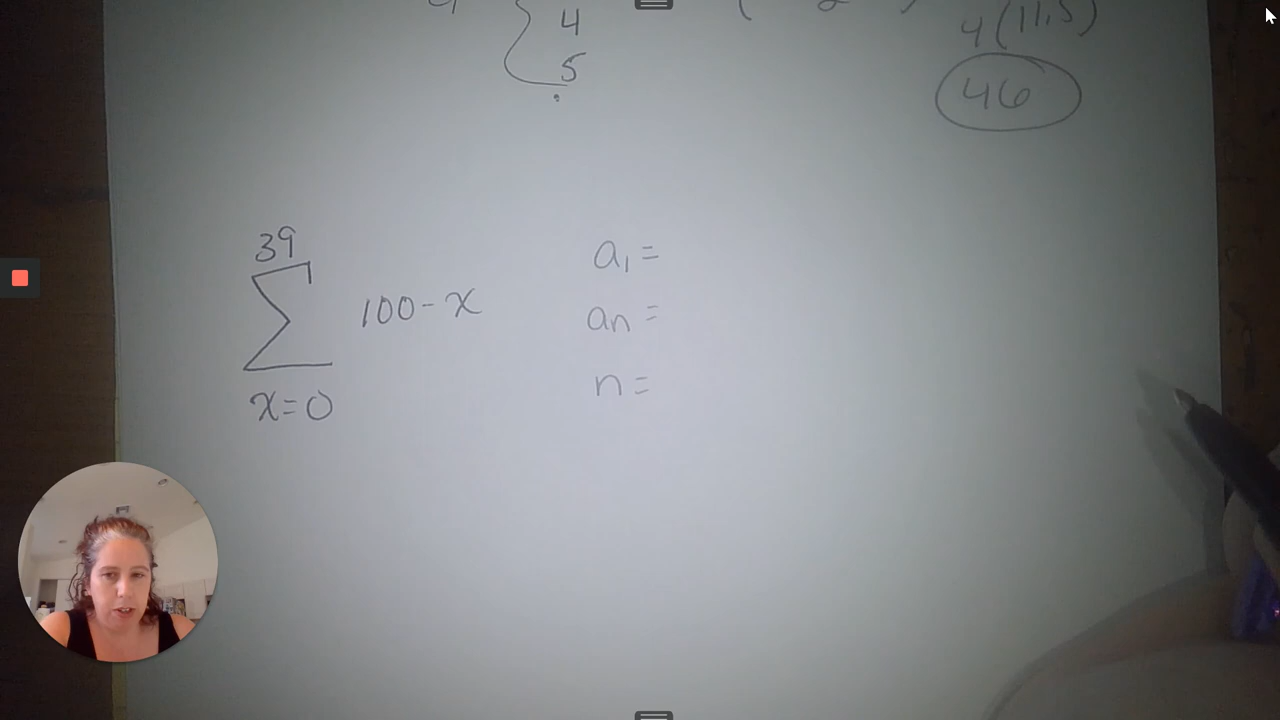 4
5
4(11.5)
46
39
Σ 100-x
x=0
a₁=
aₙ=
n=